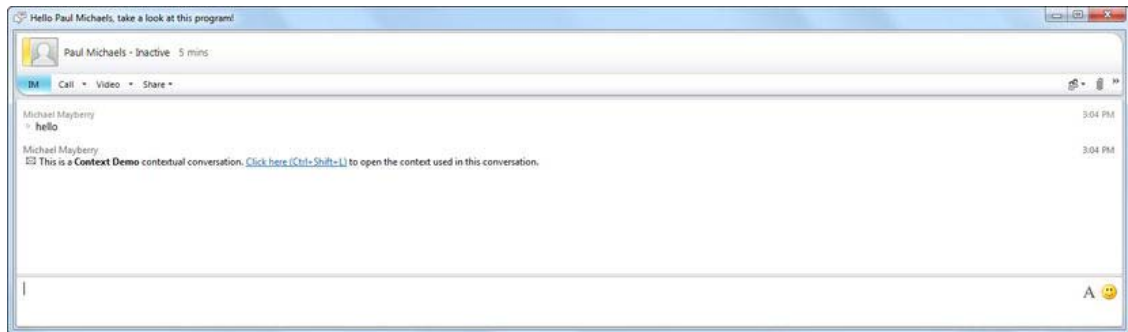 Hello Paul Michaels, take a look at this program!
Paul Michaels - Inactive 5 mins
IM Call Video Share
Michael Mayberry 3:04 PM
hello
Michael Mayberry 3:04 PM
This is a Context Demo contextual conversation. Click here (Ctrl+Shift+L) to open the context used in this conversation.
A